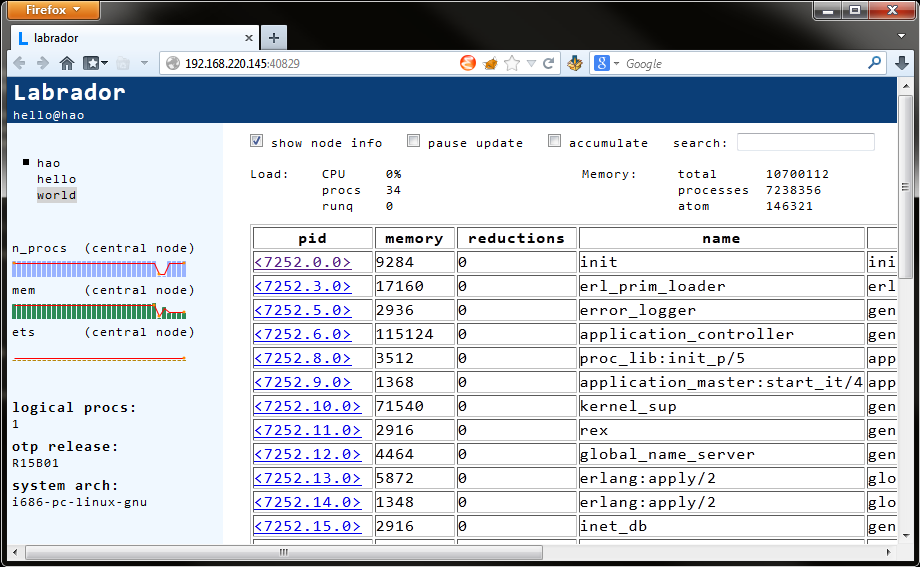 Firefox
labrador
192.168.220.145:40829
Google
Labrador
hello@hao
hao
hello
world
n_procs (central node)
mem (central node)
ets (central node)
logical procs:
1
otp release:
R15B01
system arch:
i686-pc-linux-gnu
show node info pause update accumulate search:
Load: CPU 0% Memory: total 10700112
procs 34 processes 7238356
runq 0 atom 146321
pid memory reductions name
<7252.0.0> 9284 0 init ini
<7252.3.0> 17160 0 erl_prim_loader erl
<7252.5.0> 2936 0 error_logger gen
<7252.6.0> 115124 0 application_controller gen
<7252.8.0> 3512 0 proc_lib:init_p/5 app
<7252.9.0> 1368 0 application_master:start_it/4 app
<7252.10.0> 71540 0 kernel_sup gen
<7252.11.0> 2916 0 rex gen
<7252.12.0> 4464 0 global_name_server gen
<7252.13.0> 5872 0 erlang:apply/2 glo
<7252.14.0> 1348 0 erlang:apply/2 glo
<7252.15.0> 2916 0 inet_db gen